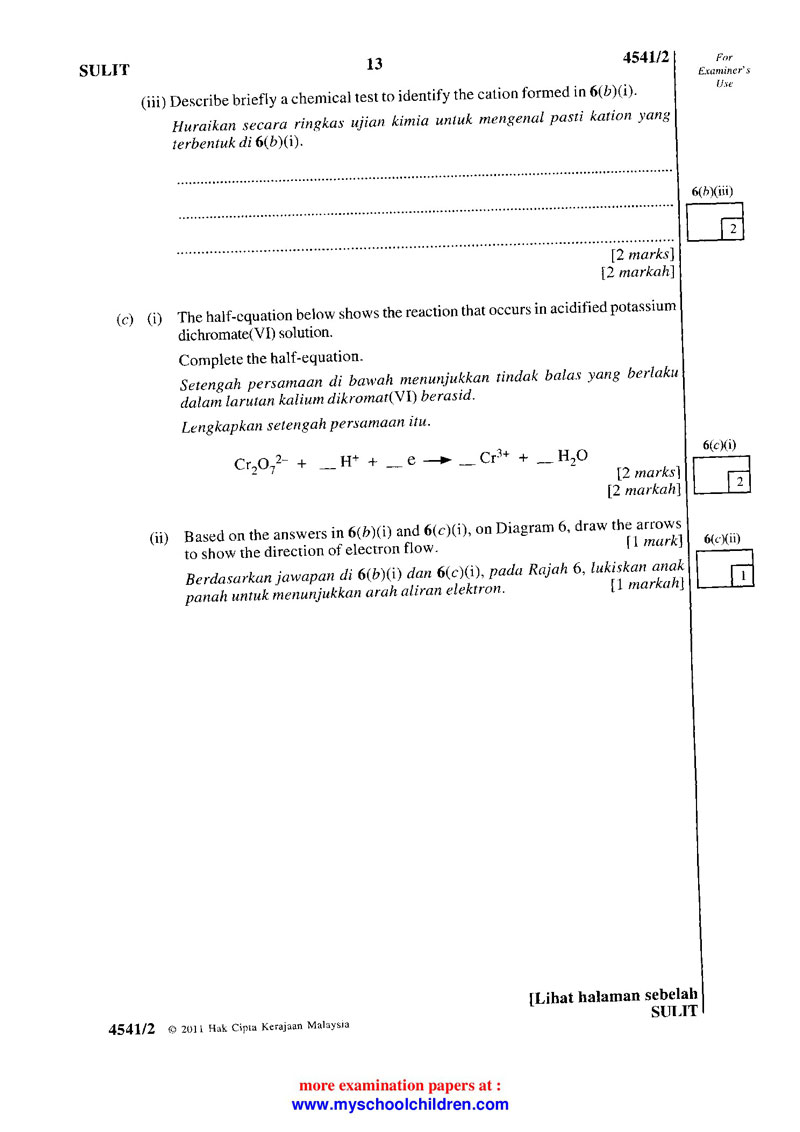 SULIT 13 4541/2 For
Examiner's
Use
(iii) Describe briefly a chemical test to identify the cation formed in 6(b)(i).
Huraikan secara ringkas ujian kimia untuk mengenal pasti kation yang
terbentuk di 6(b)(i).
6(b)(iii)
2
[2 marks]
[2 markah]
(c) (i) The half-equation below shows the reaction that occurs in acidified potassium
dichromate(VI) solution.
Complete the half-equation.
Setengah persamaan di bawah menunjukkan tindak balas yang berlaku
dalam larutan kalium dikromat(VI) berasid.
Lengkapkan setengah persamaan itu.
Cr₂O₇²⁻ + __ H⁺ + __ e → __ Cr³⁺ + __ H₂O
6(c)(i)
2
[2 marks]
[2 markah]
(ii) Based on the answers in 6(b)(i) and 6(c)(i), on Diagram 6, draw the arrows
to show the direction of electron flow. [1 mark]
6(c)(ii)
1
Berdasarkan jawapan di 6(b)(i) dan 6(c)(i), pada Rajah 6, lukiskan anak
panah untuk menunjukkan arah aliran elektron. [1 markah]
[Lihat halaman sebelah
SULIT
4541/2 © 2011 Hak Cipta Kerajaan Malaysia
more examination papers at :
www.myschoolchildren.com